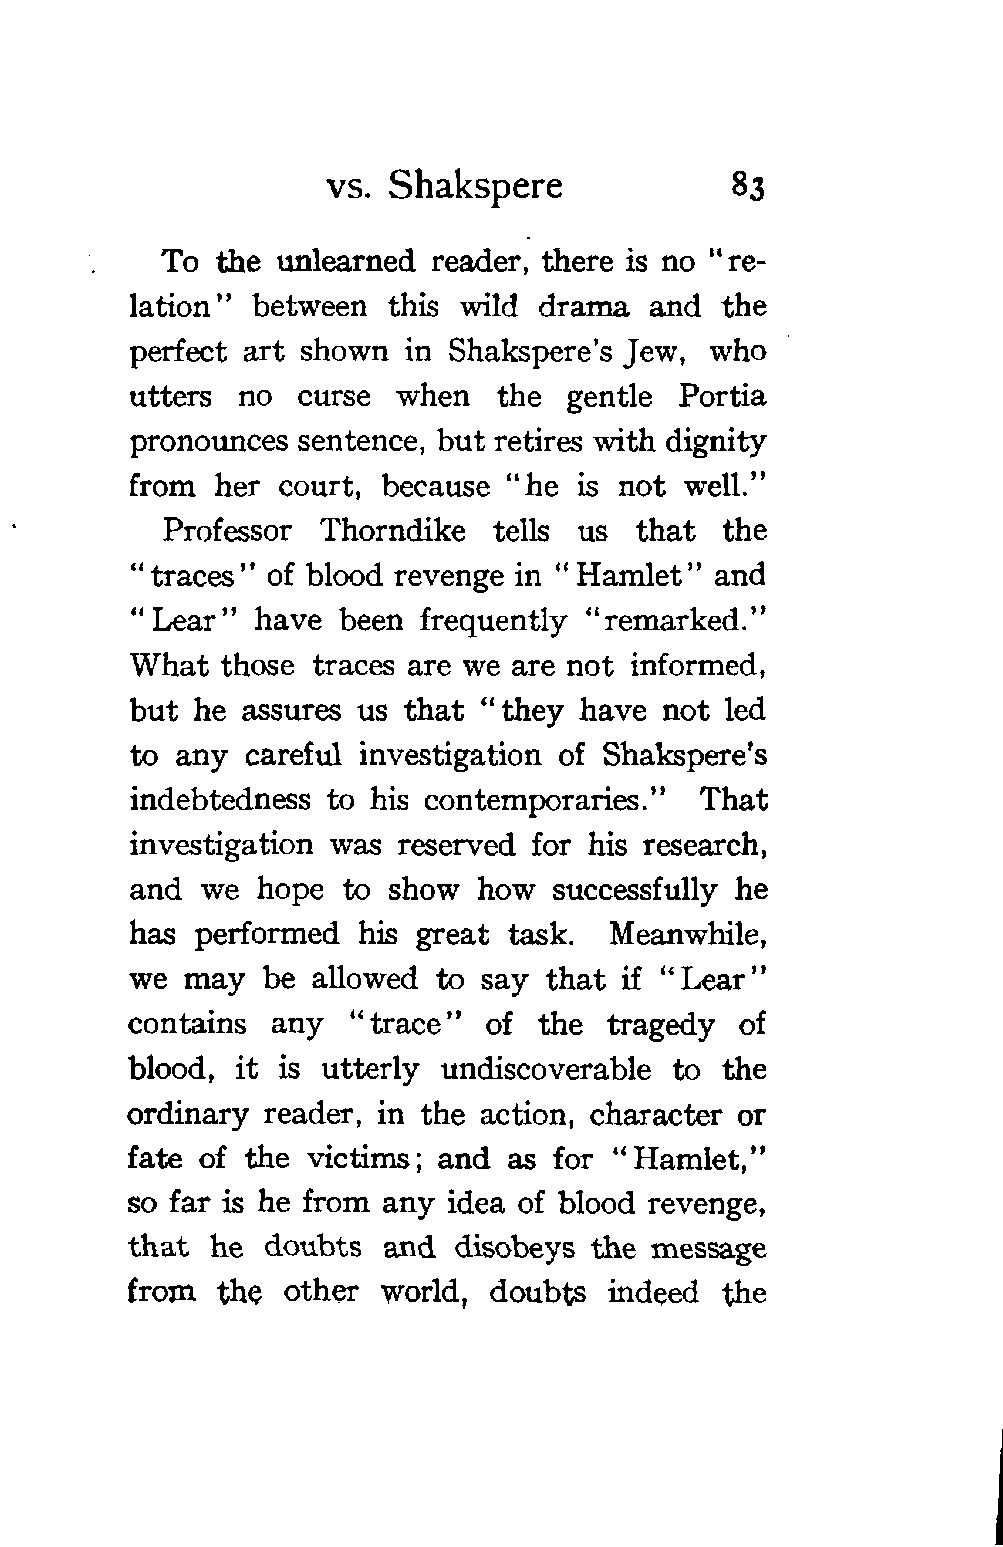 vs. Shakspere 83
To the unlearned reader, there is no "re-
lation" between this wild drama and the
perfect art shown in Shakspere's Jew, who
utters no curse when the gentle Portia
pronounces sentence, but retires with dignity
from her court, because "he is not well."
Professor Thorndike tells us that the
"traces" of blood revenge in "Hamlet" and
"Lear" have been frequently "remarked."
What those traces are we are not informed,
but he assures us that "they have not led
to any careful investigation of Shakspere's
indebtedness to his contemporaries." That
investigation was reserved for his research,
and we hope to show how successfully he
has performed his great task. Meanwhile,
we may be allowed to say that if "Lear"
contains any "trace" of the tragedy of
blood, it is utterly undiscoverable to the
ordinary reader, in the action, character or
fate of the victims; and as for "Hamlet,"
so far is he from any idea of blood revenge,
that he doubts and disobeys the message
from the other world, doubts indeed the